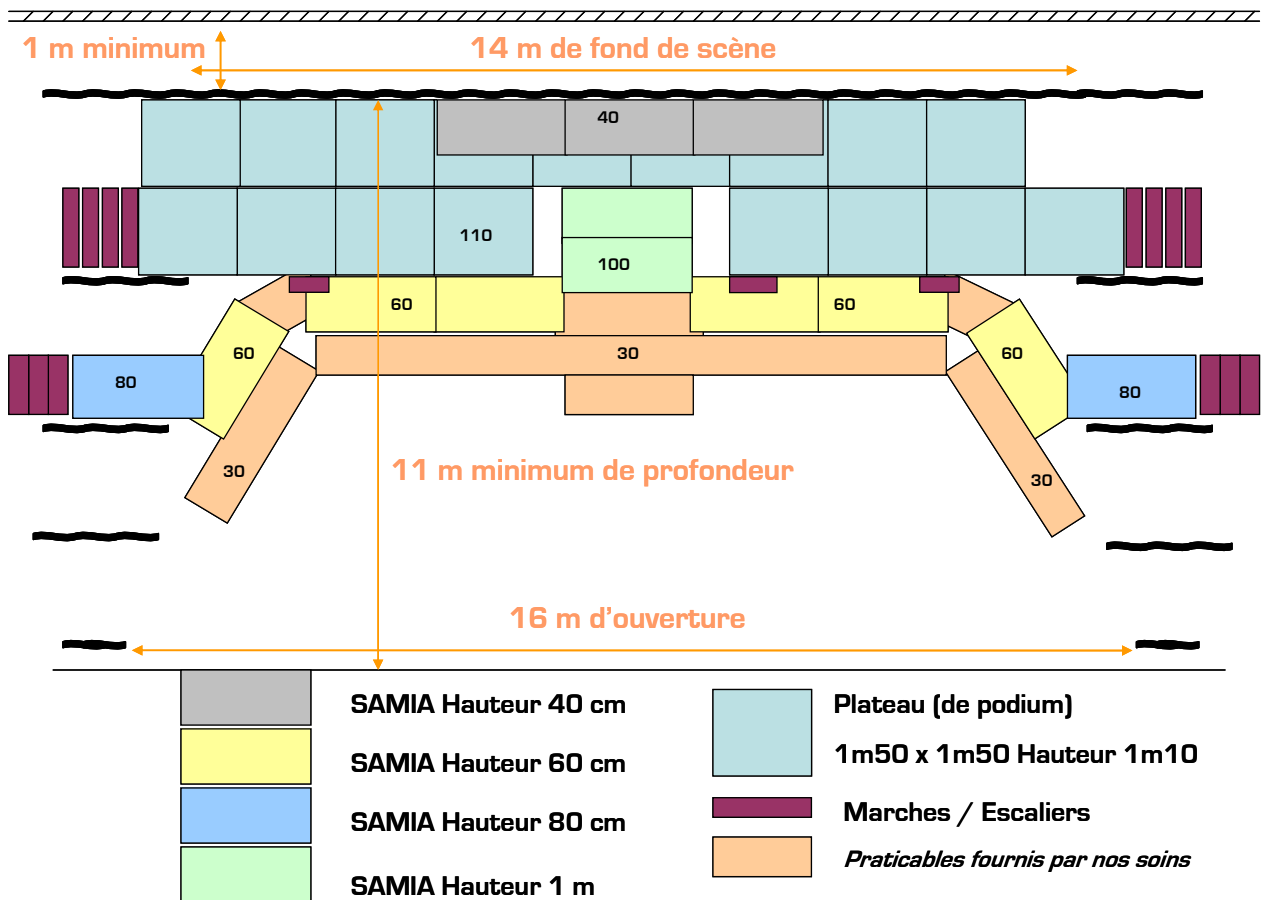 1 m minimum
14 m de fond de scène
40
110
100
60
60
60
60
30
80
80
11 m minimum de profondeur
30
30
16 m d'ouverture
SAMIA Hauteur 40 cm
SAMIA Hauteur 60 cm
SAMIA Hauteur 80 cm
SAMIA Hauteur 1 m
Plateau (de podium)
1m50 x 1m50 Hauteur 1m10
Marches / Escaliers
Praticables fournis par nos soins